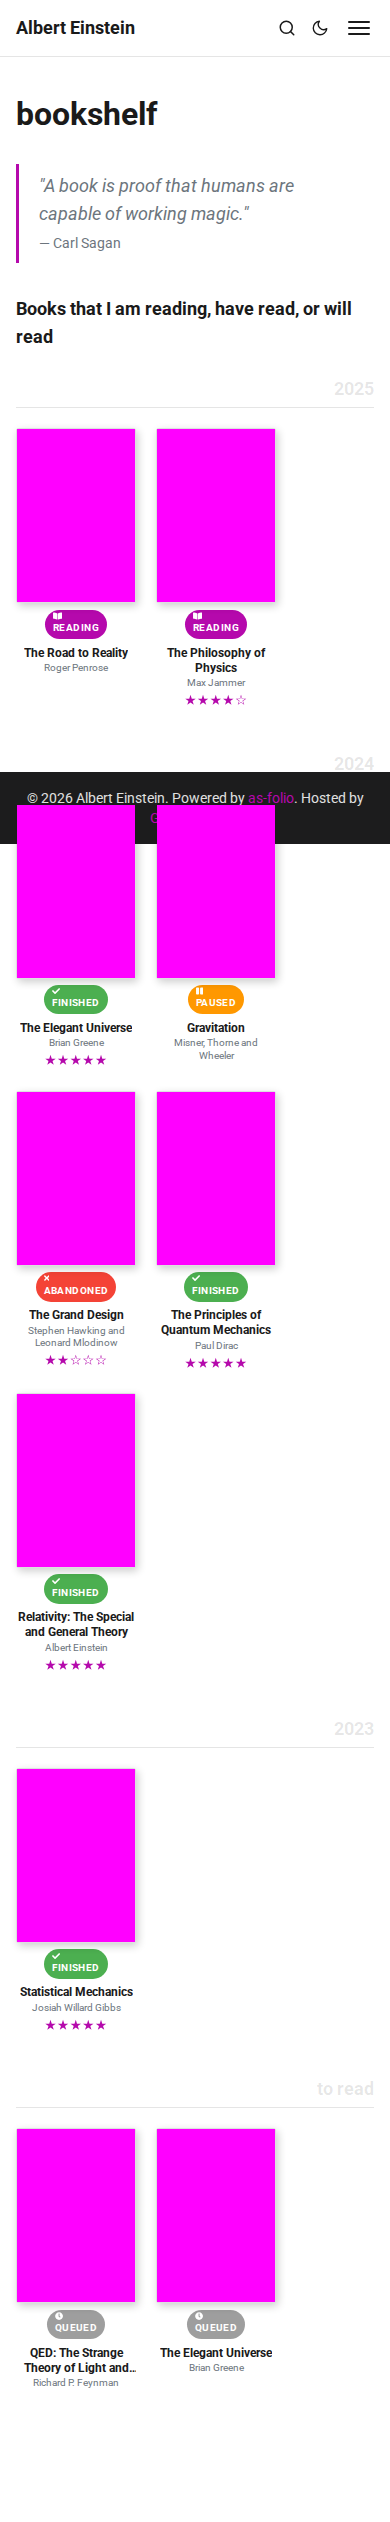 Albert Einstein
bookshelf
"A book is proof that humans are
capable of working magic."
— Carl Sagan
Books that I am reading, have read, or will
read
2025
READING
The Road to Reality
Roger Penrose
READING
The Philosophy of
Physics
Max Jammer
★★★★☆
2024
© 2026 Albert Einstein. Powered by as-folio. Hosted by
FINISHED
The Elegant Universe
Brian Greene
★★★★★
PAUSED
Gravitation
Misner, Thorne and
Wheeler
ABANDONED
The Grand Design
Stephen Hawking and
Leonard Mlodinow
★★☆☆☆
FINISHED
The Principles of
Quantum Mechanics
Paul Dirac
★★★★★
FINISHED
Relativity: The Special
and General Theory
Albert Einstein
★★★★★
2023
FINISHED
Statistical Mechanics
Josiah Willard Gibbs
★★★★★
to read
QUEUED
QED: The Strange
Theory of Light and...
Richard P. Feynman
QUEUED
The Elegant Universe
Brian Greene